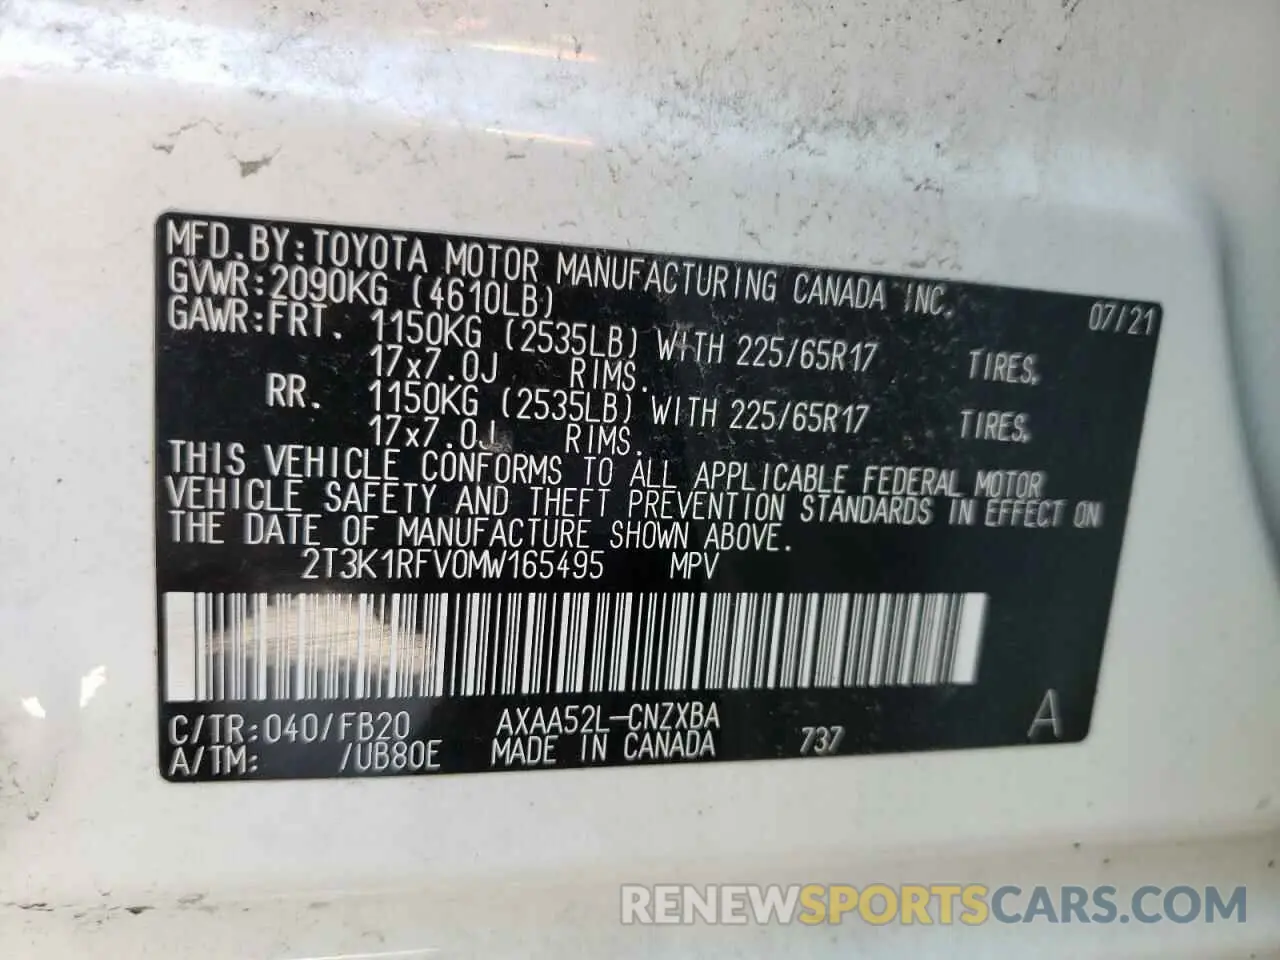 MFD.BY:TOYOTA MOTOR MANUFACTURING CANADA INC. 07/21
GVWR:2090KG (4610LB)
GAWR:FRT. 1150KG (2535LB) WITH 225/65R17 TIRES.
17x7.0J RIMS.
RR. 1150KG (2535LB) WITH 225/65R17 TIRES.
17x7.0J RIMS.
THIS VEHICLE CONFORMS TO ALL APPLICABLE FEDERAL MOTOR
VEHICLE SAFETY AND THEFT PREVENTION STANDARDS IN EFFECT ON
THE DATE OF MANUFACTURE SHOWN ABOVE.
2T3K1RFV0MW165495 MPV
C/TR:040/FB20 AXAA52L-CNZXBA 737 A
A/TM: /UB80E MADE IN CANADA
RENEWSPORTSCARS.COM